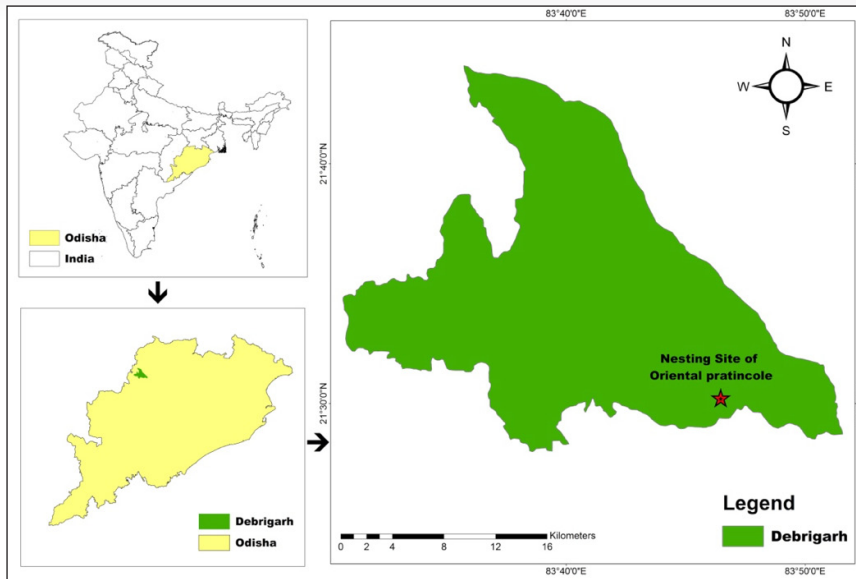 Odisha
India
Debrigarh
Odisha
83°40'0"E
83°50'0"E
N
W
E
S
21°40'0"N
21°30'0"N
Nesting Site of
Oriental pratincole
Legend
Debrigarh
Kilometers
0 2 4 8 12 16
83°40'0"E
83°50'0"E